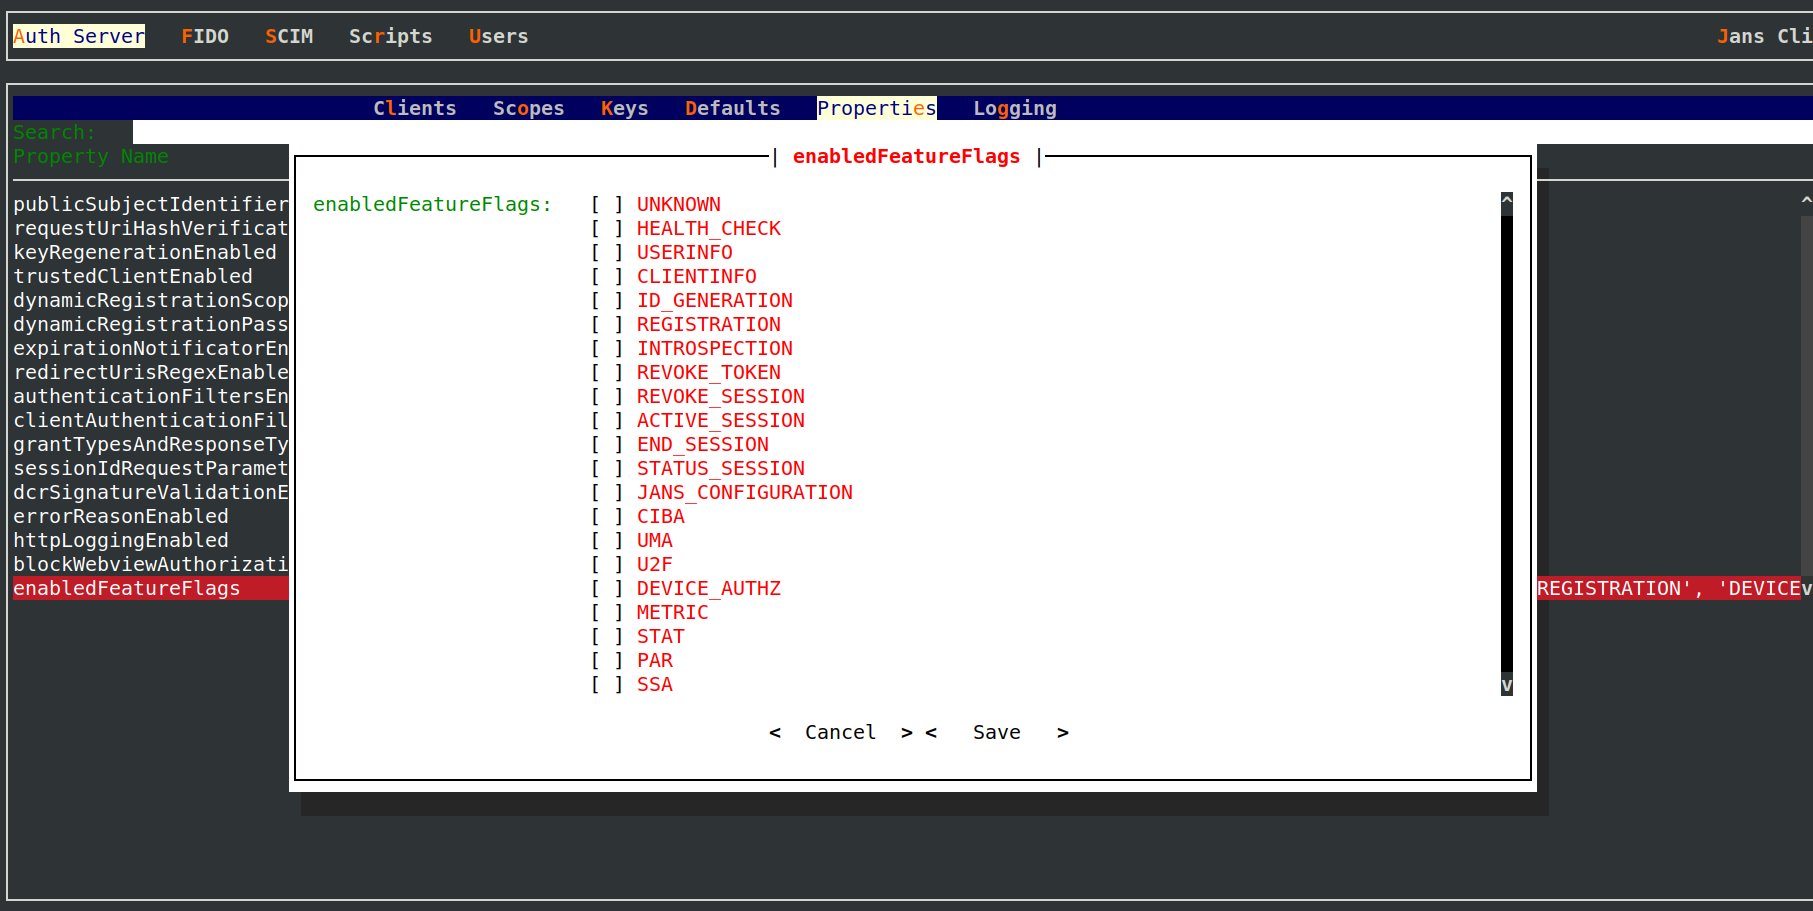 Auth Server FIDO SCIM Scripts Users Jans Cli
Clients Scopes Keys Defaults Properties Logging
Search:
Property Name
| enabledFeatureFlags |
publicSubjectIdentifier enabledFeatureFlags: [ ] UNKNOWN ^ ^
requestUriHashVerificat [ ] HEALTH_CHECK
keyRegenerationEnabled [ ] USERINFO
trustedClientEnabled [ ] CLIENTINFO
dynamicRegistrationScop [ ] ID_GENERATION
dynamicRegistrationPass [ ] REGISTRATION
expirationNotificatorEn [ ] INTROSPECTION
redirectUrisRegexEnable [ ] REVOKE_TOKEN
authenticationFiltersEn [ ] REVOKE_SESSION
clientAuthenticationFil [ ] ACTIVE_SESSION
grantTypesAndResponseTy [ ] END_SESSION
sessionIdRequestParamet [ ] STATUS_SESSION
dcrSignatureValidationE [ ] JANS_CONFIGURATION
errorReasonEnabled [ ] CIBA
httpLoggingEnabled [ ] UMA
blockWebviewAuthorizati [ ] U2F
enabledFeatureFlags [ ] DEVICE_AUTHZ REGISTRATION', 'DEVICE v
[ ] METRIC
[ ] STAT
[ ] PAR
[ ] SSA v
< Cancel > < Save >